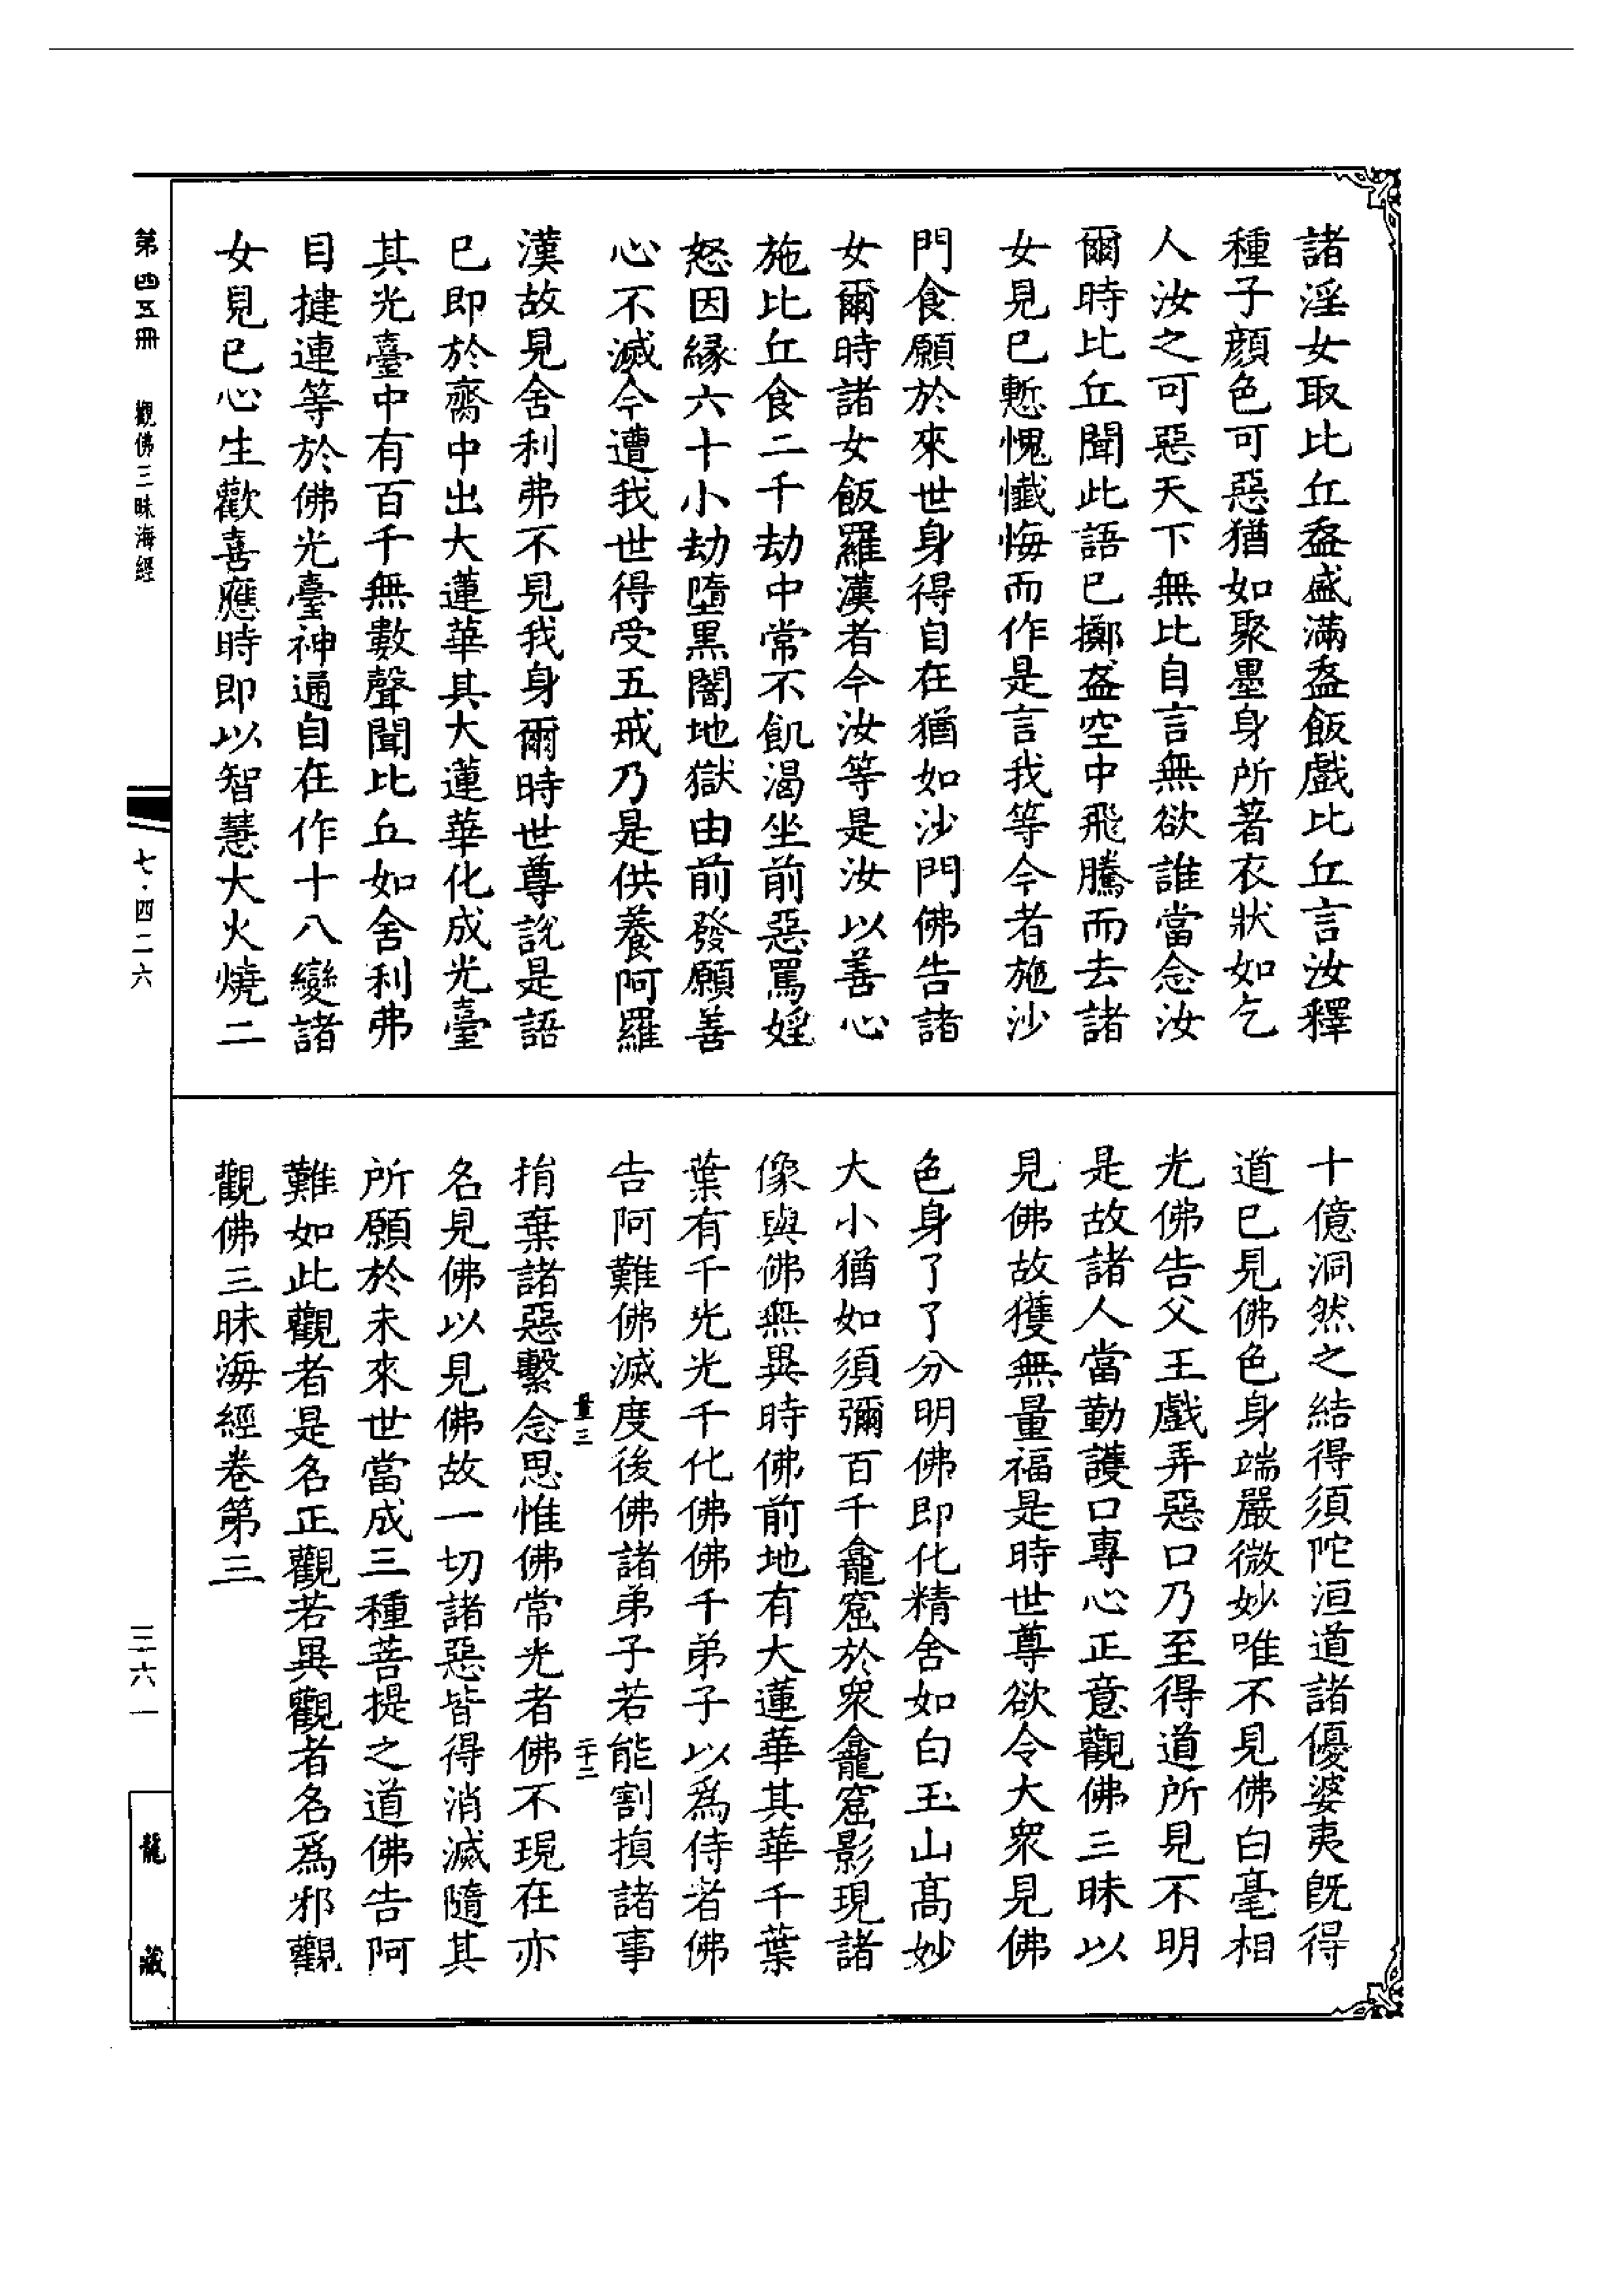 諸淫女取比丘盔盛滿盔飯戲比丘言汝釋
種子顏色可惡猶如聚墨身所著衣狀如乞
人汝之可惡天下無比自言無欲誰當念汝
爾時比丘聞此語已擲盔空中飛騰而去諸
女見已慙愧懺悔而作是言我等今者施沙
門食願於來世身得自在猶如沙門佛告諸
女爾時諸女飯羅漢者今汝等是汝以善心
施比丘食二千劫中常不飢渴坐前惡罵婬
怒因緣六十小劫墮黑闇地獄由前發願善
心不滅今遭我世得受五戒乃是供養阿羅
漢故見舍利弗不見我身爾時世尊說是語
已即於齋中出大蓮華其大蓮華化成光臺
其光臺中有百千無數聲聞比丘如舍利弗
目揵連等於佛光臺神通自在作十八變諸
女見已心生歡喜應時即以智慧大火燒二
十億洞然之結得須陀洹道諸優婆夷旣得
道已見佛色身端嚴微妙唯不見佛白毫相
光佛告父王戲弄惡口乃至得道所見不明
是故諸人當勤護口專心正意觀佛三昧以
見佛故獲無量福是時世尊欲令大衆見佛
色身了了分明佛即化精舍如白玉山高妙
大小猶如須彌百千龕窟於衆龕窟影現諸
像與佛無異時佛前地有大蓮華其華千葉
葉有千光光千化佛佛千弟子以爲侍者佛
告阿難佛滅度後佛諸弟子若能割損諸事
捐棄諸惡繫念思惟佛常光者佛不現在亦
名見佛以見佛故一切諸惡皆得消滅隨其
所願於未來世當成三種菩提之道佛告阿
難如此觀者是名正觀若異觀者名爲邪觀
觀佛三昧海經卷第三
量三
二十二
第四五冊 觀佛三昧海經
七·四二六
三六一
龍藏